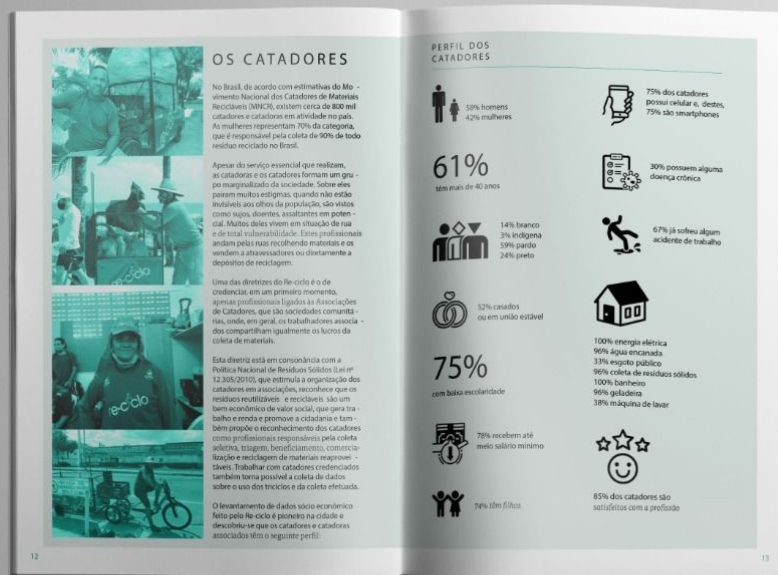 OS CATADORES
No Brasil, de acordo com estimativas do Mo -
vimento Nacional dos Catadores de Materiais
Recicláveis (MNCR), existem cerca de 800 mil
catadores e catadoras em atividade no país.
As mulheres representam 70% da categoria,
que é responsável pela coleta de 90% de todo
resíduo reciclado no Brasil.
Apesar do serviço essencial que realizam,
as catadoras e os catadores formam um gru -
po marginalizado da sociedade. Sobre eles
pairam muitos estigmas, quando não estão
invisíveis aos olhos da população, são vistos
como sujos, doentes, assaltantes em poten -
cial. Muitos deles vivem em situação de rua
e de total vulnerabilidade. Estes profissionais
andam pelas ruas recolhendo materiais e os
vendem a atravessadores ou diretamente a
depósitos de reciclagem.
Uma das diretrizes do Re-ciclo é o de
credenciar, em um primeiro momento,
apenas profissionais ligados às Associações
de Catadores, que são sociedades comunitá -
rias, onde, em geral, os trabalhadores associa -
dos compartilham igualmente os lucros da
coleta de materiais.
Esta diretriz está em consonância com a
Política Nacional de Resíduos Sólidos (Lei nº
12.305/2010), que estimula a organização dos
catadores em associações, reconhece que os
resíduos reutilizáveis e recicláveis são um
bem econômico de valor social, que gera tra -
balho e renda e promove a cidadania e tam -
bém propõe o reconhecimento dos catadores
como profissionais responsáveis pela coleta
seletiva, triagem, beneficiamento, comercia-
lização e reciclagem de materiais reaprovei -
táveis. Trabalhar com catadores credenciados
também torna possível a coleta de dados
sobre o uso dos triciclos e da coleta efetuada.
O levantamento de dados sócio econômico
feito pelo Re-ciclo é pioneiro na cidade e
descobriu-se que os catadores e catadoras
associados têm o seguinte perfil:
re-ciclo
re-ciclo
12
PERFIL DOS
CATADORES
58% homens
42% mulheres
61%
têm mais de 40 anos
14% branco
3% indígena
59% pardo
24% preto
52% casados
ou em união estável
75%
com baixa escolaridade
78% recebem até
meio salário mínimo
74% têm filhos
75% dos catadores
possui celular e, destes,
75% são smartphones
30% possuem alguma
doença crônica
67% já sofreu algum
acidente de trabalho
100% energia elétrica
96% água encanada
33% esgoto público
96% coleta de resíduos sólidos
100% banheiro
96% geladeira
38% máquina de lavar
85% dos catadores são
satisfeitos com a profissão
13